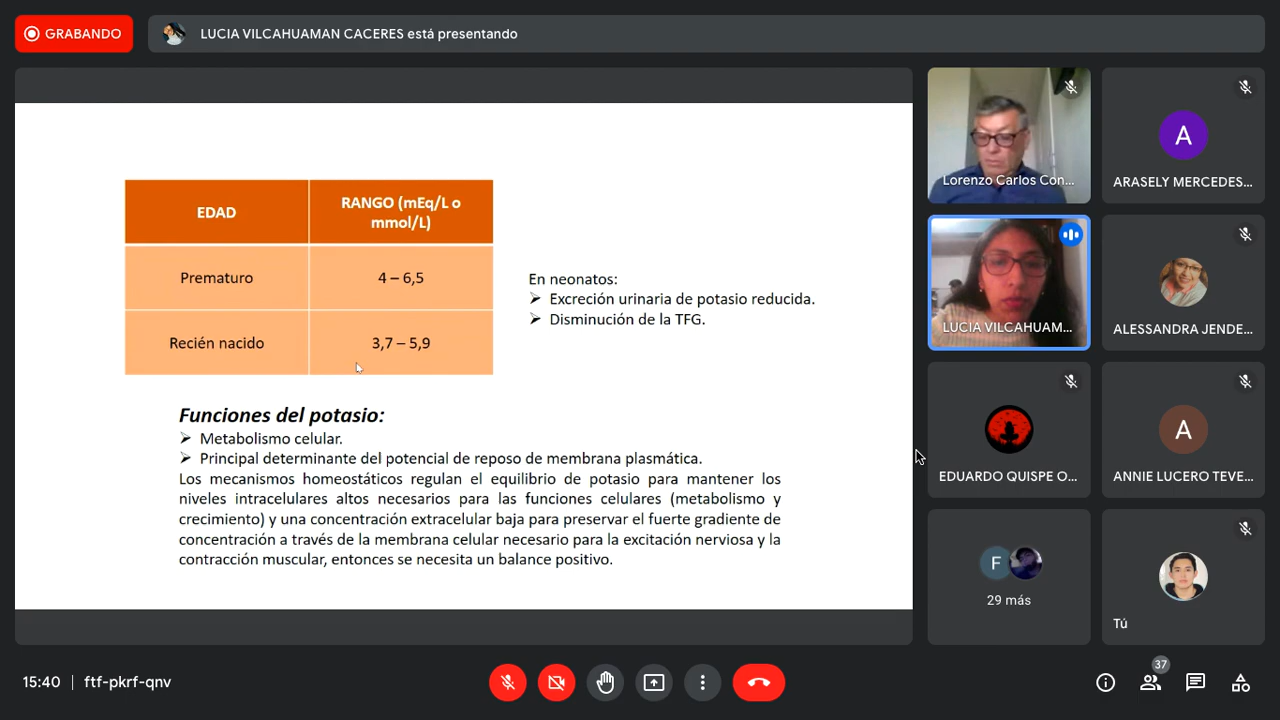 GRABANDO
LUCIA VILCAHUAMAN CACERES está presentando
EDAD
RANGO (mEq/L o
mmol/L)
Prematuro
4 – 6,5
Recién nacido
3,7 – 5,9
En neonatos:
➢ Excreción urinaria de potasio reducida.
➢ Disminución de la TFG.
Funciones del potasio:
➢ Metabolismo celular.
➢ Principal determinante del potencial de reposo de membrana plasmática.
Los mecanismos homeostáticos regulan el equilibrio de potasio para mantener los
niveles intracelulares altos necesarios para las funciones celulares (metabolismo y
crecimiento) y una concentración extracelular baja para preservar el fuerte gradiente de
concentración a través de la membrana celular necesario para la excitación nerviosa y la
contracción muscular, entonces se necesita un balance positivo.
Lorenzo Carlos Con...
A
ARASELY MERCEDES...
LUCIA VILCAHUAM...
ALESSANDRA JENDE...
EDUARDO QUISPE O...
A
ANNIE LUCERO TEVE...
F
29 más
Tú
15:40 | ftf-pkrf-qnv
37